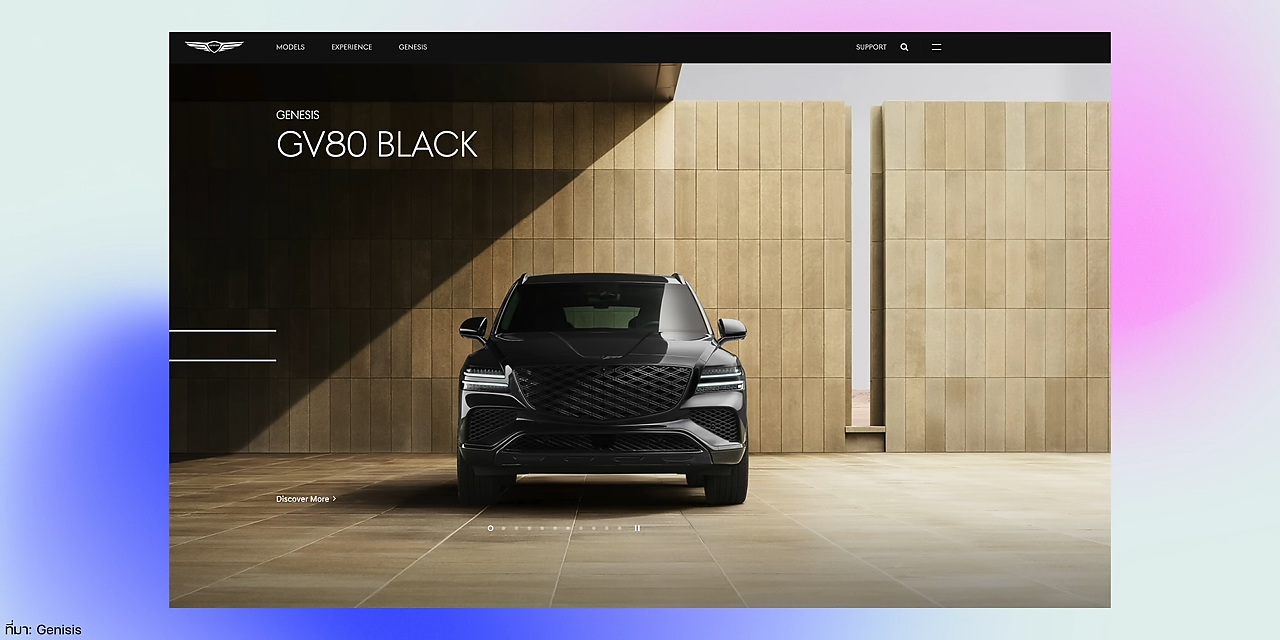 MODELS
EXPERIENCE
GENESIS
SUPPORT
GENESIS
GV80 BLACK
Discover More
ที่มา: Genisis